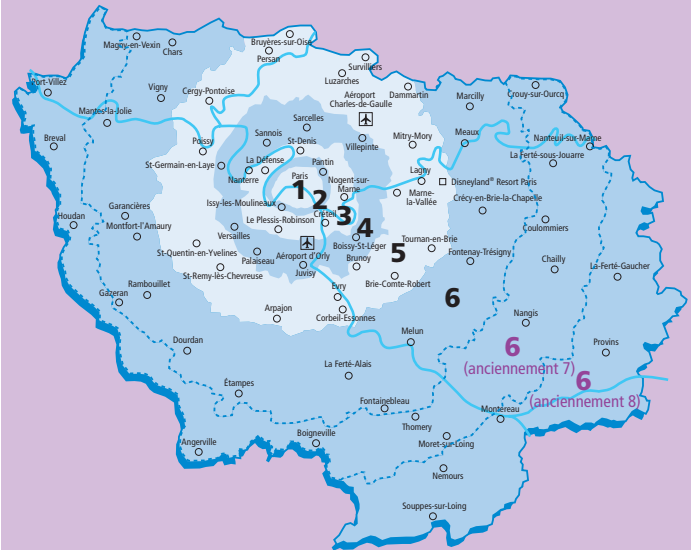 Bruyères-sur-Oise
Magny-en-Vexin
Chars
Persan
Survilliers
Luzarches
Port-Villez
Vigny
Cergy-Pontoise
Aéroport
Charles-de-Gaulle
Dammartin
Marcilly
Crouy-sur-Ourcq
Mantes-la-Jolie
Sarcelles
Breval
Sannois
St-Denis
Villepinte
Mitry-Mory
Meaux
Nanteuil-sur-Marne
Poissy
La Ferté-sous-Jouarre
St-Germain-en-Laye
La Défense
Pantin
Nanterre
Paris
Nogent-sur-
Marne
Lagny
Disneyland® Resort Paris
1
2
Marne-
la-Vallée
Crécy-en-Brie-la-Chapelle
Issy-les-Moulineaux
Garancières
Houdan
Montfort-l'Amaury
Le Plessis-Robinson
Créteil
3
4
Coulommiers
Versailles
St-Quentin-en-Yvelines
Palaiseau
Boissy-St-Léger
Tournan-en-Brie
5
Aéroport d'Orly
Juvisy
Brunoy
Fontenay-Trésigny
Chailly
La-Ferté-Gaucher
St-Remy-lès-Chevreuse
Brie-Comte-Robert
Gazeran
Rambouillet
Evry
6
Arpajon
Corbeil-Essonnes
Nangis
Melun
Dourdan
Provins
6
(anciennement 7)
La Ferté-Alais
6
(anciennement 8)
Étampes
Fontainebleau
Montereau
Thomery
Angerville
Boigneville
Moret-sur-Loing
Nemours
Souppes-sur-Loing